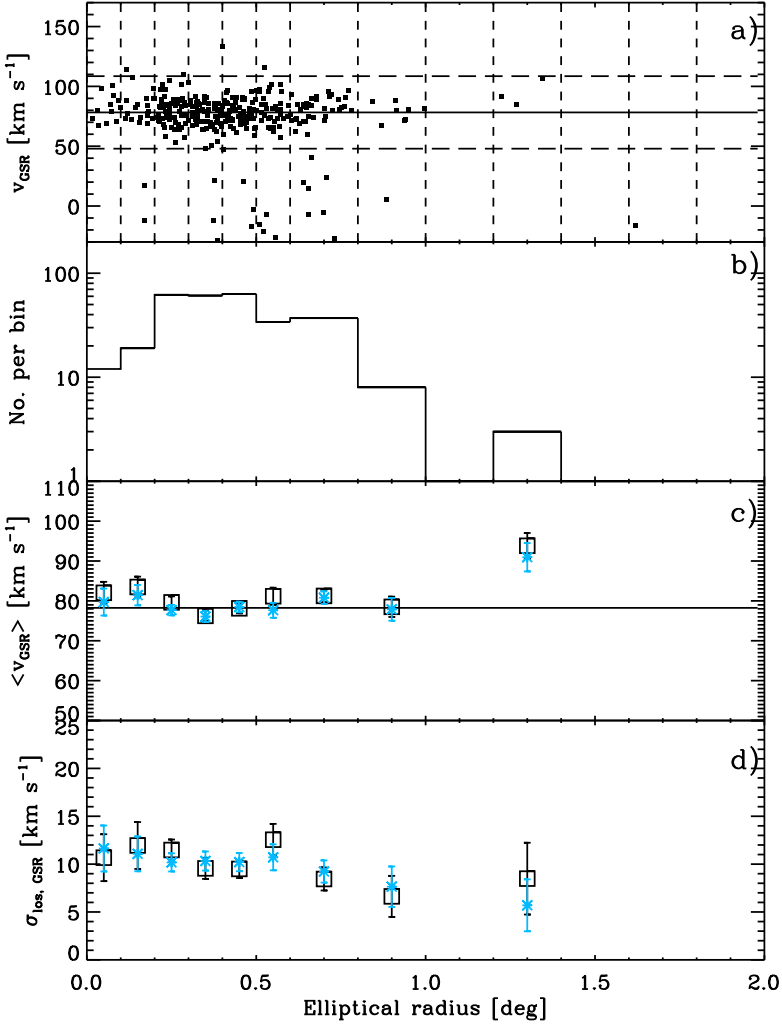 a)
150
100
50
0
v_GSR [km s⁻¹]
b)
100
10
1
No. per bin
c)
110
100
90
80
70
60
50
<v_GSR> [km s⁻¹]
d)
25
20
15
10
5
0
σ_los, GSR [km s⁻¹]
0.0 0.5 1.0 1.5 2.0
Elliptical radius [deg]